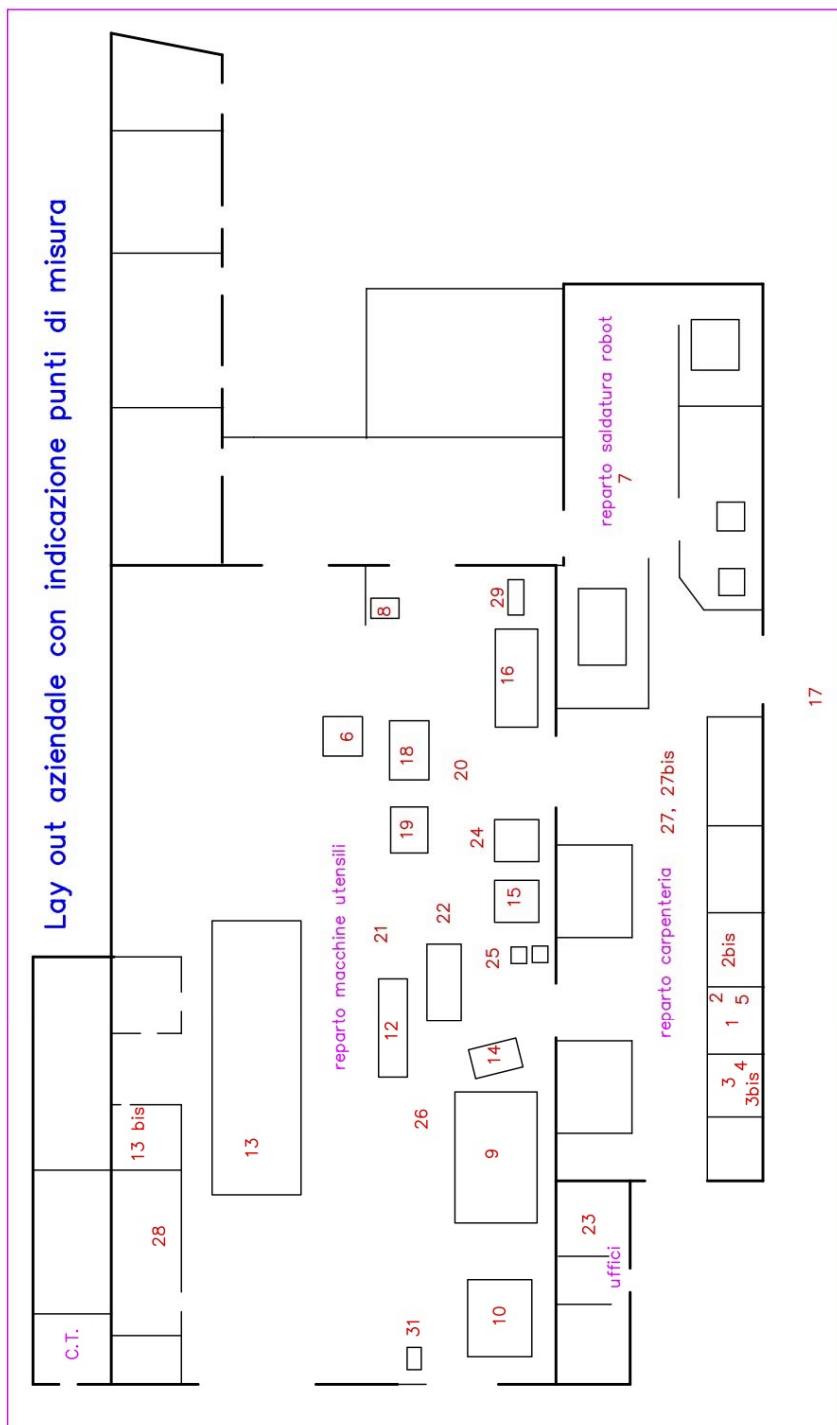 Lay out aziendale con indicazione punti di misura
C.T.
13 bis
28
13
reparto macchine utensili
6
21
8
12
19
18
31
26
22
20
24
9
25
29
10
14
16
15
23
reparto saldatura robot
uffici
7
reparto carpenteria
27, 27bis
2
3
1
2bis
4
5
3bis
17